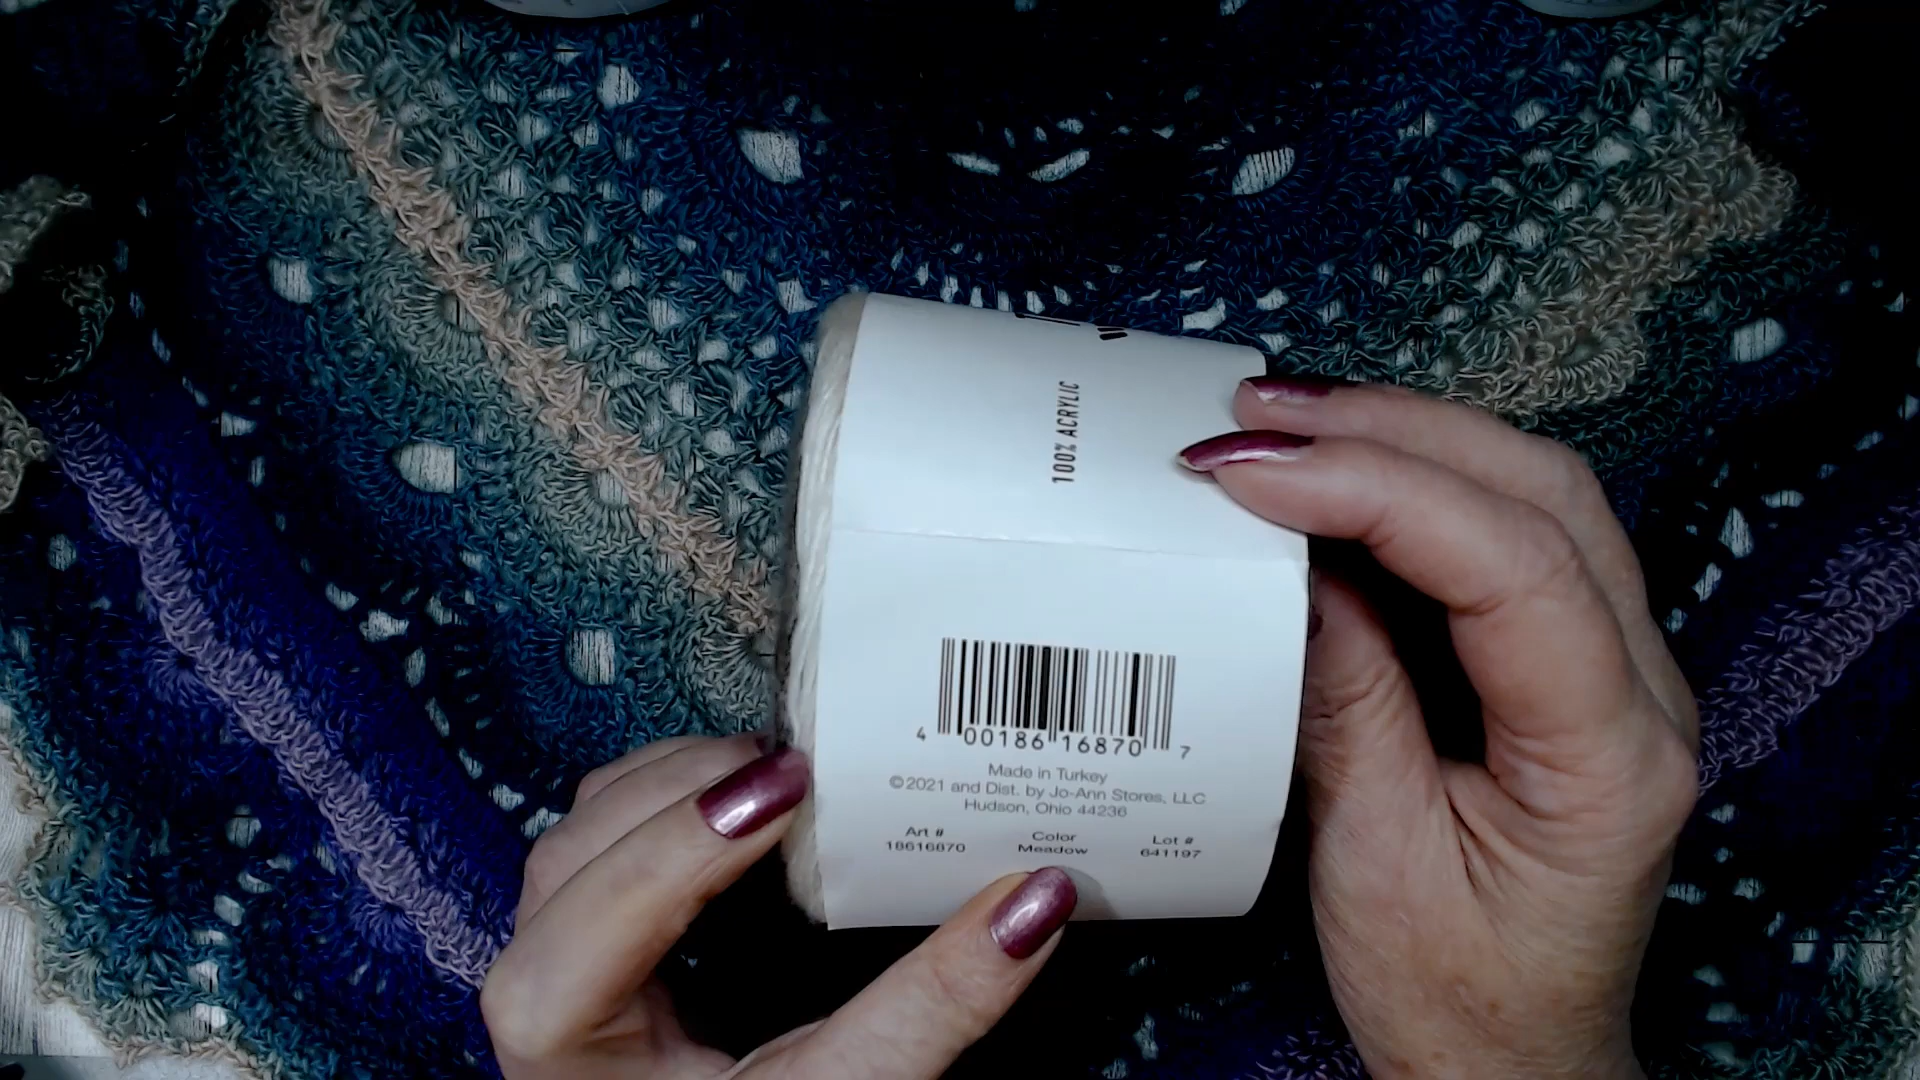 100% ACRYLIC
4 00186 16870 7
Made in Turkey
©2021 and Dist. by Jo-Ann Stores, LLC
Hudson, Ohio 44236
Art # Color Lot #
18616870 Meadow 641197